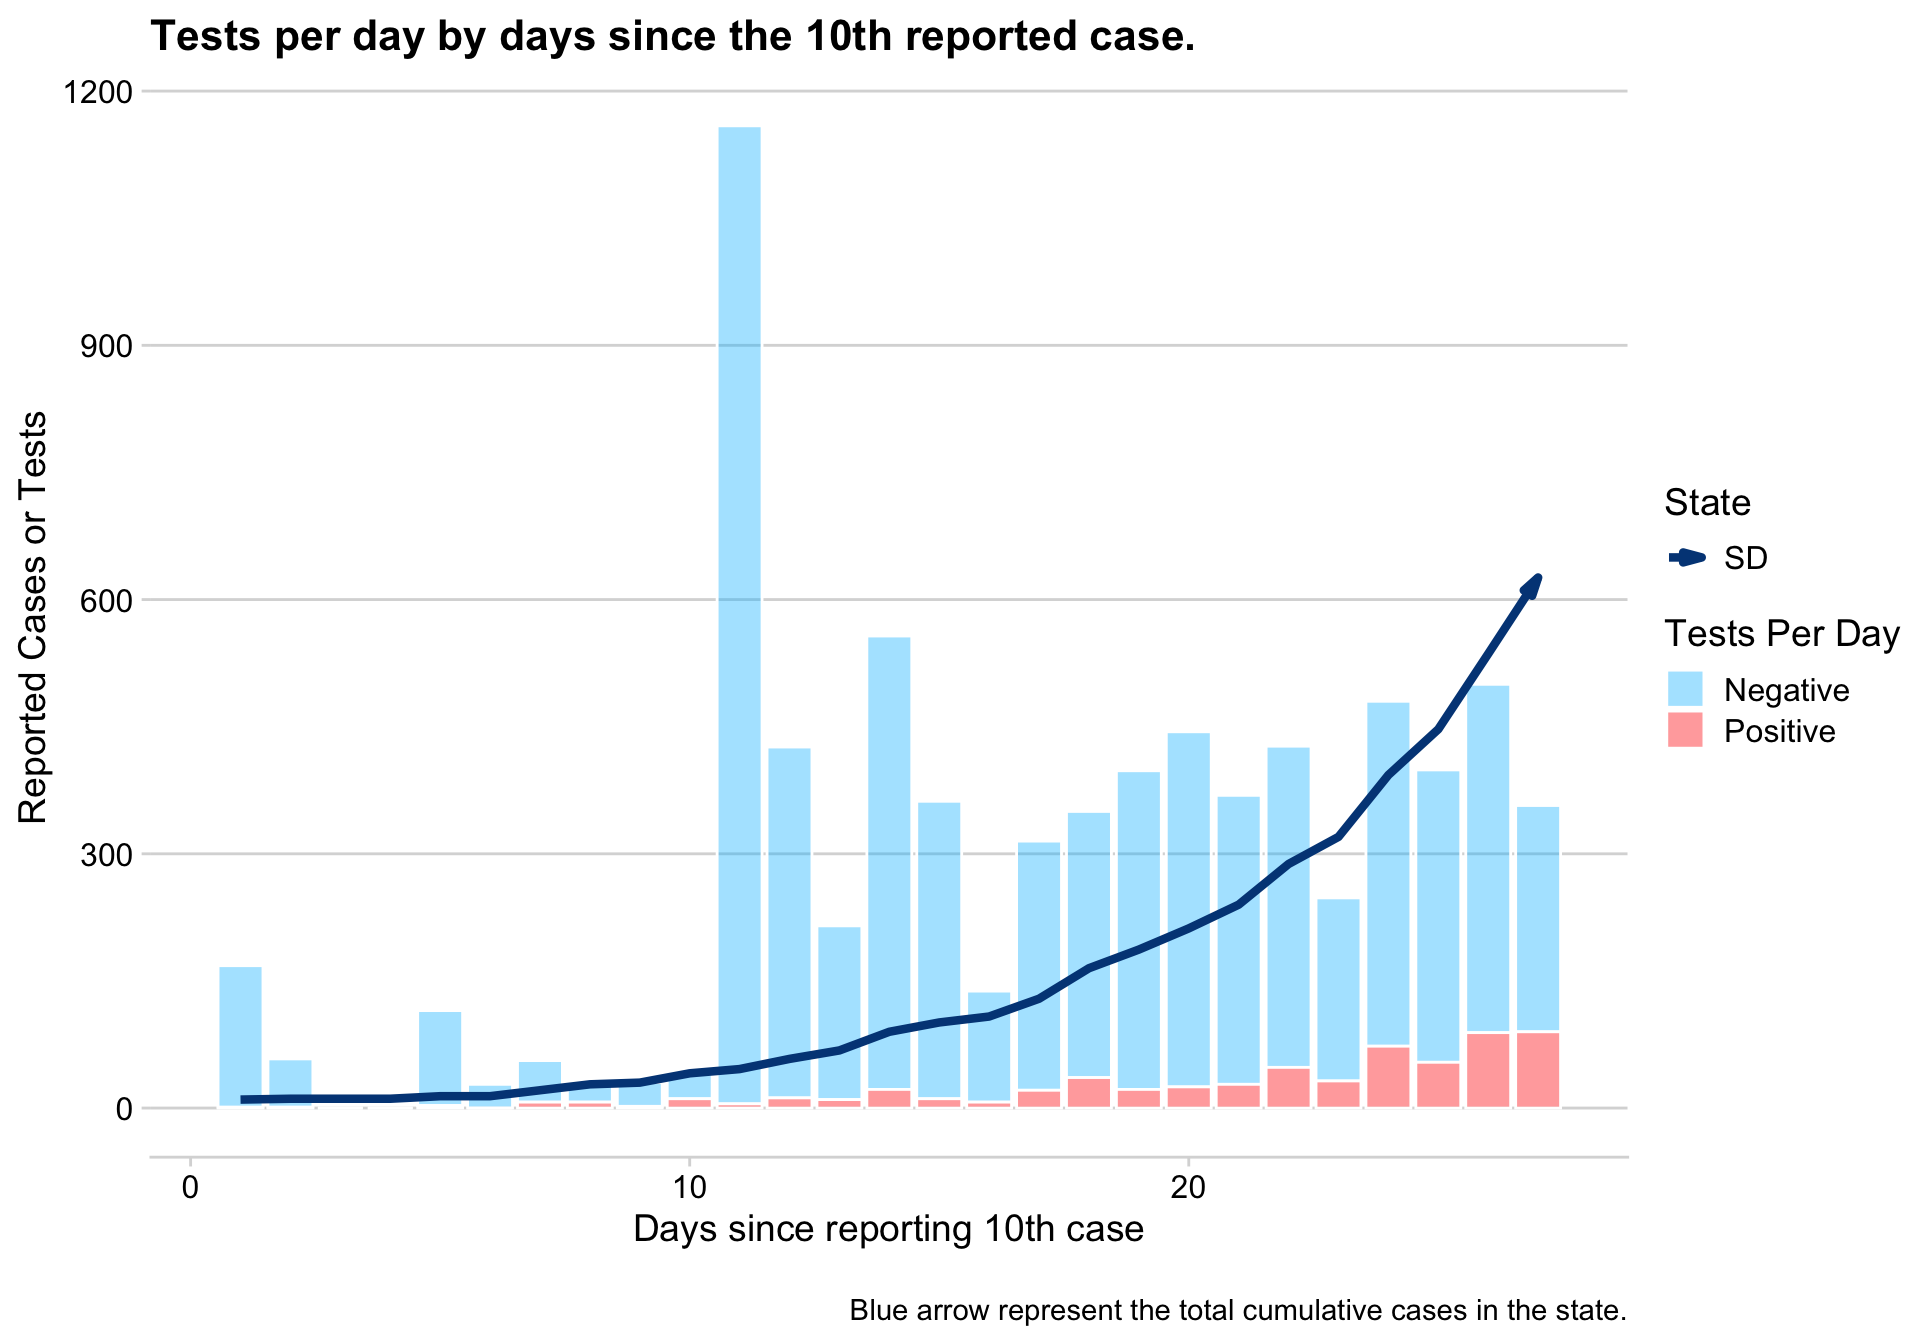 Tests per day by days since the 10th reported case.
1200
900
600
300
0
Reported Cases or Tests
0 10 20
Days since reporting 10th case
State
SD
Tests Per Day
Negative
Positive
Blue arrow represent the total cumulative cases in the state.